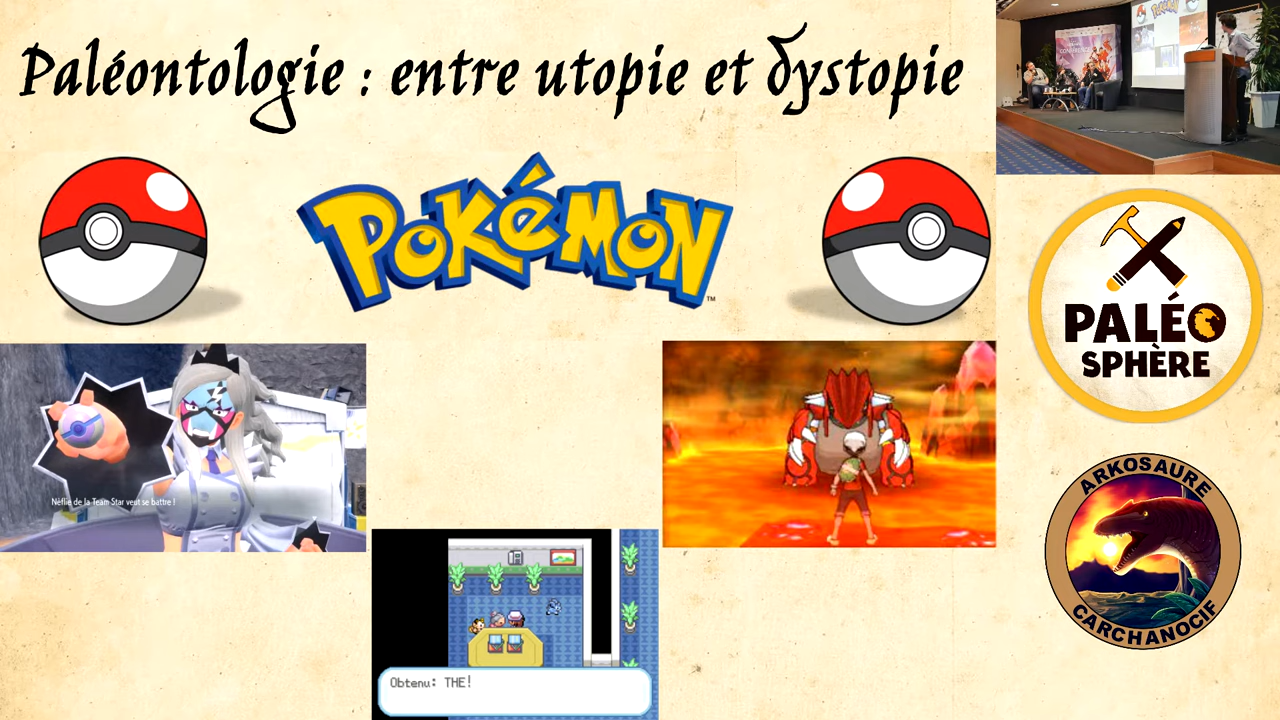 Paléontologie : entre utopie et dystopie
POKéMON
TM
PALÉO
SPHÈRE
Néflie de la Team Star veut se battre !
ARKOSAURE
CARCHANOCIF
Obtenu: THE!